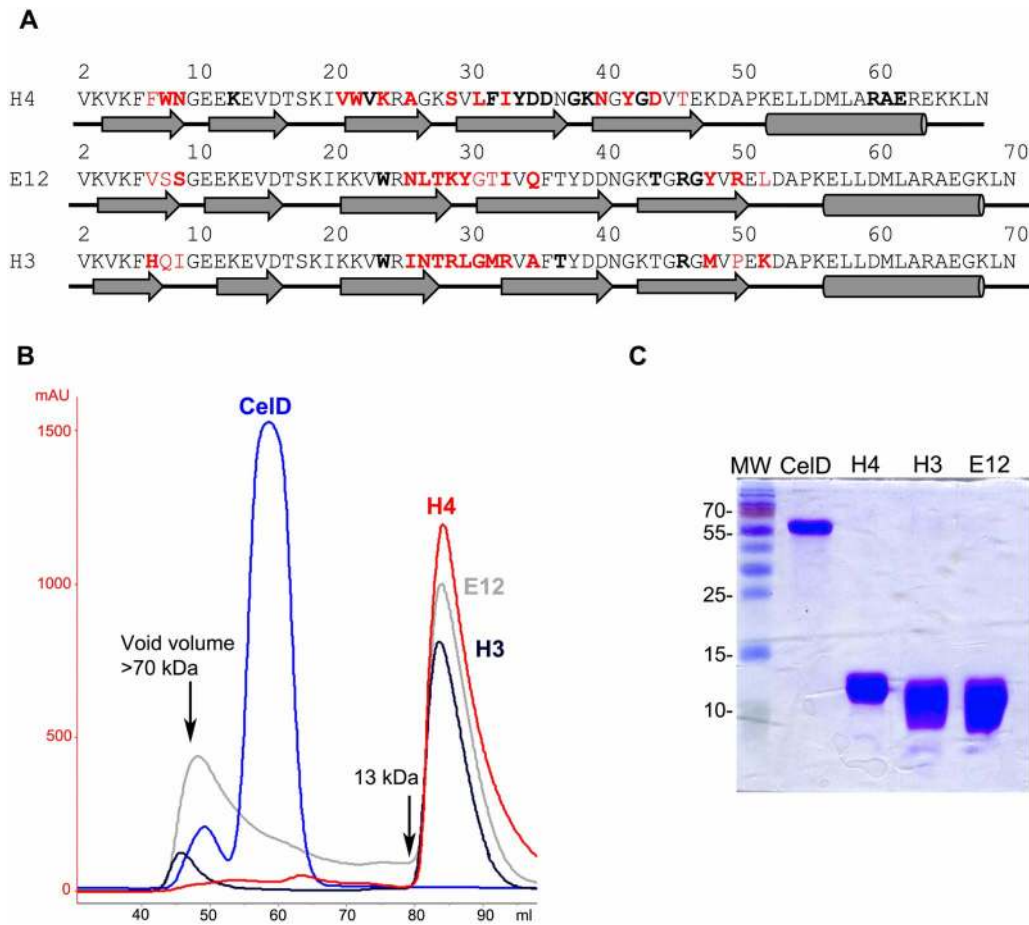 A
2 10 20 30 40 50 60
H4 VKVKFFWNGEEKEVDTSKIVWVKRAGKSVLFIYDDNGKNGYGDVTEKDAPKELLDMLARAEREKKLN
2 10 20 30 40 50 60 70
E12 VKVKFVSSGEEKEVDTSKIKKVWRNLTKYGTIVQFTYDDNGKTGRGYVRELDAPKELLDMLARAEGKLN
2 10 20 30 40 50 60 70
H3 VKVKFHQIGEEKEVDTSKIKKVWRINTRLGMRVAFTYDDNGKTGRGMVPEKDAPKELLDMLARAEGKLN
B
mAU
1500
1000
500
0
CelD
H4
E12
H3
Void volume
>70 kDa
13 kDa
40 50 60 70 80 90 ml
C
MW CelD H4 H3 E12
70-
55-
25-
15-
10-